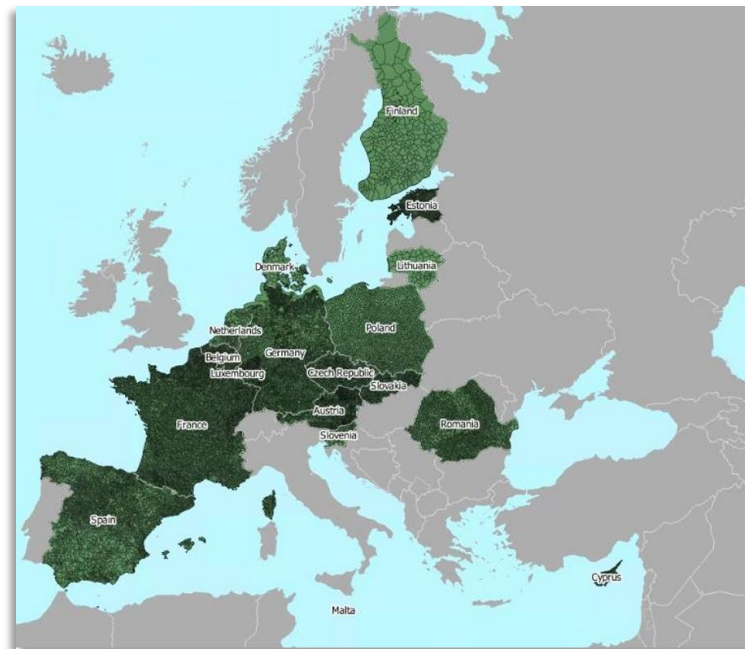 Finland
Estonia
Denmark
Lithuania
Netherlands
Poland
Belgium
Germany
Luxembourg
Czech Republic
Slovakia
Austria
France
Romania
Slovenia
Spain
Cyprus
Malta